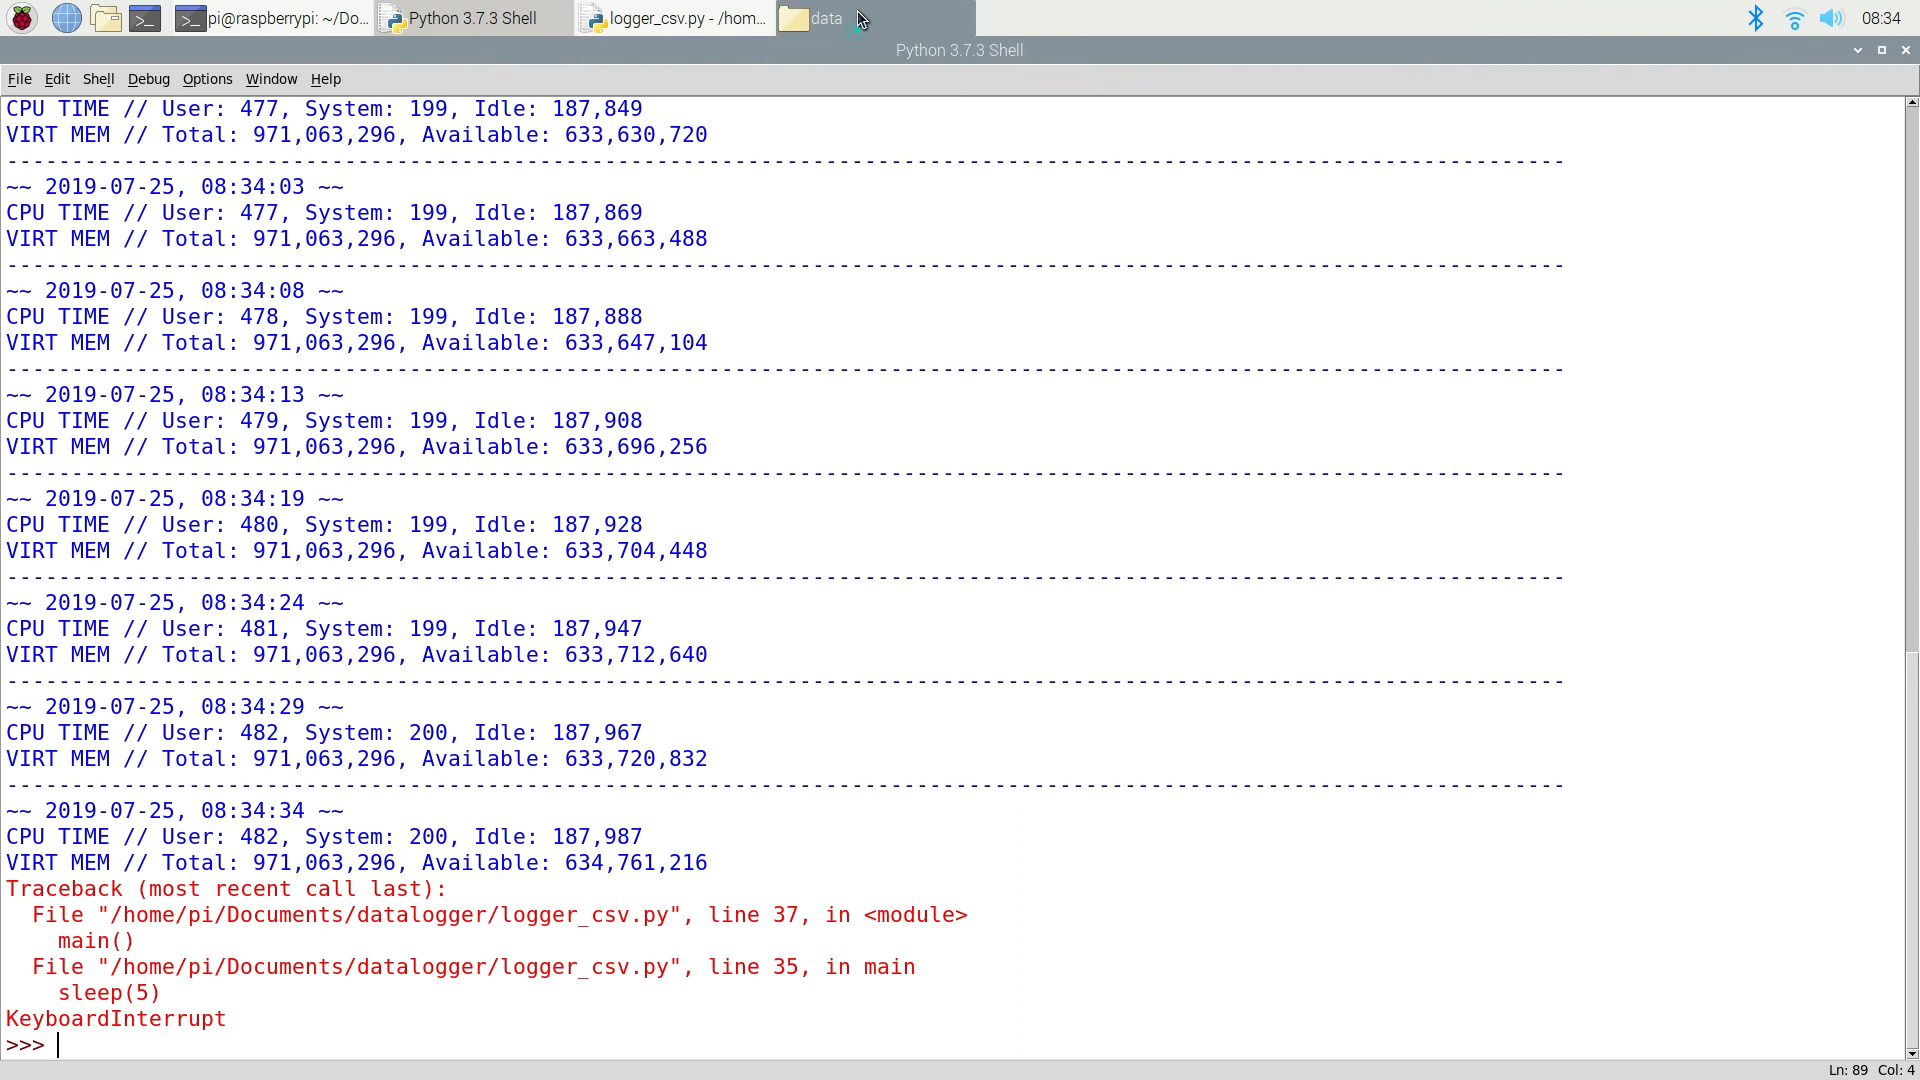 pi@raspberrypi: ~/Do...
Python 3.7.3 Shell
logger_csv.py - /hom...
data
08:34
Python 3.7.3 Shell
File Edit Shell Debug Options Window Help
CPU TIME // User: 477, System: 199, Idle: 187,849
VIRT MEM // Total: 971,063,296, Available: 633,630,720
------------------------------------------------------------------------------------------------------------------------
~~ 2019-07-25, 08:34:03 ~~
CPU TIME // User: 477, System: 199, Idle: 187,869
VIRT MEM // Total: 971,063,296, Available: 633,663,488
------------------------------------------------------------------------------------------------------------------------
~~ 2019-07-25, 08:34:08 ~~
CPU TIME // User: 478, System: 199, Idle: 187,888
VIRT MEM // Total: 971,063,296, Available: 633,647,104
------------------------------------------------------------------------------------------------------------------------
~~ 2019-07-25, 08:34:13 ~~
CPU TIME // User: 479, System: 199, Idle: 187,908
VIRT MEM // Total: 971,063,296, Available: 633,696,256
------------------------------------------------------------------------------------------------------------------------
~~ 2019-07-25, 08:34:19 ~~
CPU TIME // User: 480, System: 199, Idle: 187,928
VIRT MEM // Total: 971,063,296, Available: 633,704,448
------------------------------------------------------------------------------------------------------------------------
~~ 2019-07-25, 08:34:24 ~~
CPU TIME // User: 481, System: 199, Idle: 187,947
VIRT MEM // Total: 971,063,296, Available: 633,712,640
------------------------------------------------------------------------------------------------------------------------
~~ 2019-07-25, 08:34:29 ~~
CPU TIME // User: 482, System: 200, Idle: 187,967
VIRT MEM // Total: 971,063,296, Available: 633,720,832
------------------------------------------------------------------------------------------------------------------------
~~ 2019-07-25, 08:34:34 ~~
CPU TIME // User: 482, System: 200, Idle: 187,987
VIRT MEM // Total: 971,063,296, Available: 634,761,216
Traceback (most recent call last):
  File "/home/pi/Documents/datalogger/logger_csv.py", line 37, in <module>
    main()
  File "/home/pi/Documents/datalogger/logger_csv.py", line 35, in main
    sleep(5)
KeyboardInterrupt
>>>
Ln: 89 Col: 4